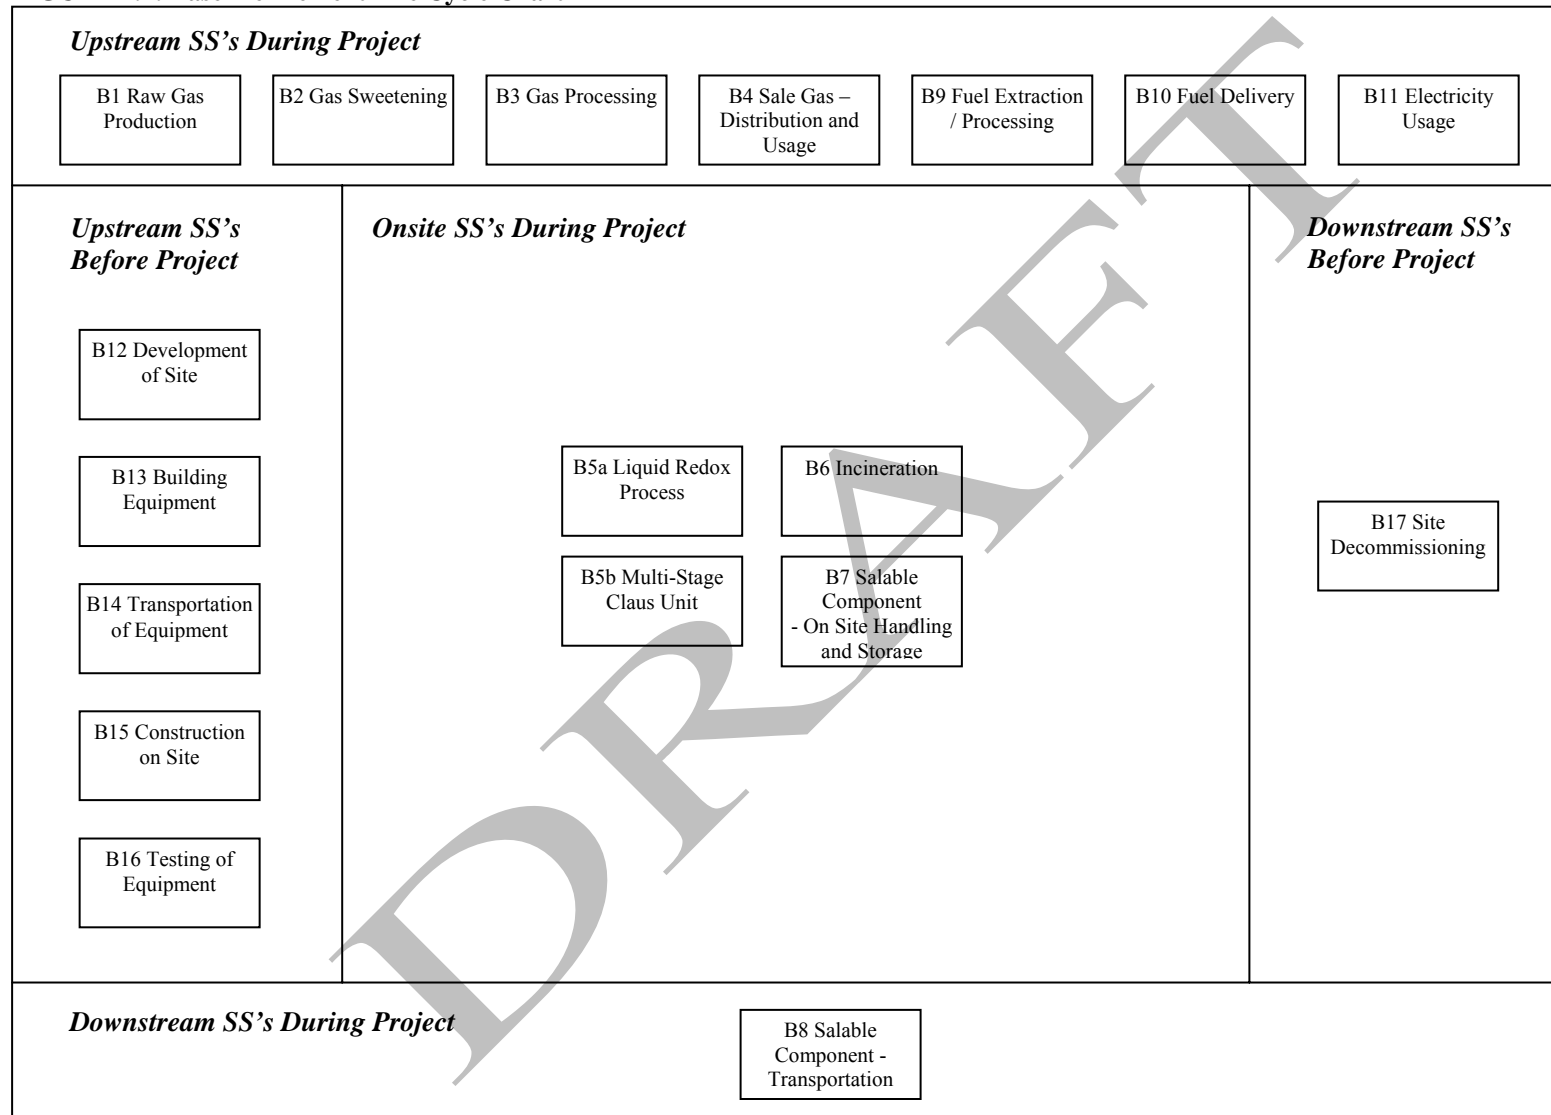 Upstream SS's During Project
B1 Raw Gas
Production
B2 Gas Sweetening
B3 Gas Processing
B4 Sale Gas –
Distribution and
Usage
B9 Fuel Extraction
/ Processing
B10 Fuel Delivery
B11 Electricity
Usage
Upstream SS's
Before Project
B12 Development
of Site
B13 Building
Equipment
B14 Transportation
of Equipment
B15 Construction
on Site
B16 Testing of
Equipment
Onsite SS's During Project
B5a Liquid Redox
Process
B6 Incineration
B5b Multi-Stage
Claus Unit
B7 Salable
Component
- On Site Handling
and Storage
Downstream SS's
Before Project
B17 Site
Decommissioning
Downstream SS's During Project
B8 Salable
Component -
Transportation
DRAFT